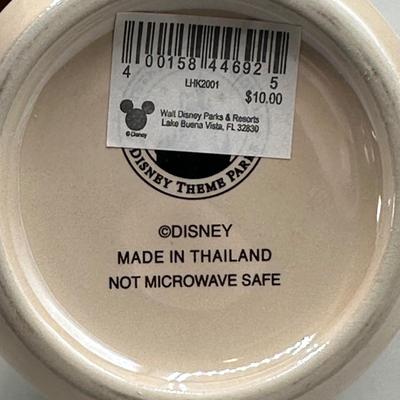 4 00158 44692 5
LHK2001
$10.00
Walt Disney Parks & Resorts
Lake Buena Vista, FL 32830
© Disney
DISNEY THEME PARK
©DISNEY
MADE IN THAILAND
NOT MICROWAVE SAFE